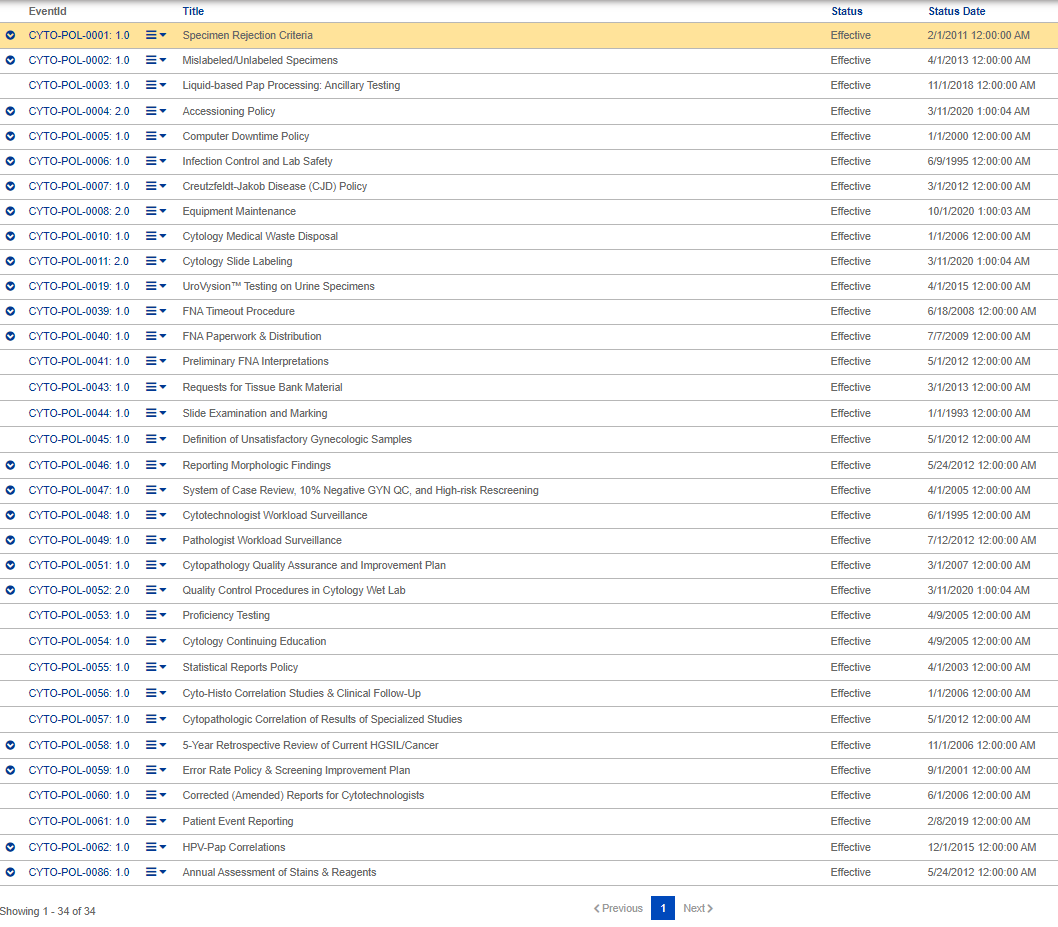 EventId Title Status Status Date
CYTO-POL-0001: 1.0 Specimen Rejection Criteria Effective 2/1/2011 12:00:00 AM
CYTO-POL-0002: 1.0 Mislabeled/Unlabeled Specimens Effective 4/1/2013 12:00:00 AM
CYTO-POL-0003: 1.0 Liquid-based Pap Processing: Ancillary Testing Effective 11/1/2018 12:00:00 AM
CYTO-POL-0004: 2.0 Accessioning Policy Effective 3/11/2020 1:00:04 AM
CYTO-POL-0005: 1.0 Computer Downtime Policy Effective 1/1/2000 12:00:00 AM
CYTO-POL-0006: 1.0 Infection Control and Lab Safety Effective 6/9/1995 12:00:00 AM
CYTO-POL-0007: 1.0 Creutzfeldt-Jakob Disease (CJD) Policy Effective 3/1/2012 12:00:00 AM
CYTO-POL-0008: 2.0 Equipment Maintenance Effective 10/1/2020 1:00:03 AM
CYTO-POL-0010: 1.0 Cytology Medical Waste Disposal Effective 1/1/2006 12:00:00 AM
CYTO-POL-0011: 2.0 Cytology Slide Labeling Effective 3/11/2020 1:00:04 AM
CYTO-POL-0019: 1.0 UroVysion™ Testing on Urine Specimens Effective 4/1/2015 12:00:00 AM
CYTO-POL-0039: 1.0 FNA Timeout Procedure Effective 6/18/2008 12:00:00 AM
CYTO-POL-0040: 1.0 FNA Paperwork & Distribution Effective 7/7/2009 12:00:00 AM
CYTO-POL-0041: 1.0 Preliminary FNA Interpretations Effective 5/1/2012 12:00:00 AM
CYTO-POL-0043: 1.0 Requests for Tissue Bank Material Effective 3/1/2013 12:00:00 AM
CYTO-POL-0044: 1.0 Slide Examination and Marking Effective 1/1/1993 12:00:00 AM
CYTO-POL-0045: 1.0 Definition of Unsatisfactory Gynecologic Samples Effective 5/1/2012 12:00:00 AM
CYTO-POL-0046: 1.0 Reporting Morphologic Findings Effective 5/24/2012 12:00:00 AM
CYTO-POL-0047: 1.0 System of Case Review, 10% Negative GYN QC, and High-risk Rescreening Effective 4/1/2005 12:00:00 AM
CYTO-POL-0048: 1.0 Cytotechnologist Workload Surveillance Effective 6/1/1995 12:00:00 AM
CYTO-POL-0049: 1.0 Pathologist Workload Surveillance Effective 7/12/2012 12:00:00 AM
CYTO-POL-0051: 1.0 Cytopathology Quality Assurance and Improvement Plan Effective 3/1/2007 12:00:00 AM
CYTO-POL-0052: 2.0 Quality Control Procedures in Cytology Wet Lab Effective 3/11/2020 1:00:04 AM
CYTO-POL-0053: 1.0 Proficiency Testing Effective 4/9/2005 12:00:00 AM
CYTO-POL-0054: 1.0 Cytology Continuing Education Effective 4/9/2005 12:00:00 AM
CYTO-POL-0055: 1.0 Statistical Reports Policy Effective 4/1/2003 12:00:00 AM
CYTO-POL-0056: 1.0 Cyto-Histo Correlation Studies & Clinical Follow-Up Effective 1/1/2006 12:00:00 AM
CYTO-POL-0057: 1.0 Cytopathologic Correlation of Results of Specialized Studies Effective 5/1/2012 12:00:00 AM
CYTO-POL-0058: 1.0 5-Year Retrospective Review of Current HGSIL/Cancer Effective 11/1/2006 12:00:00 AM
CYTO-POL-0059: 1.0 Error Rate Policy & Screening Improvement Plan Effective 9/1/2001 12:00:00 AM
CYTO-POL-0060: 1.0 Corrected (Amended) Reports for Cytotechnologists Effective 6/1/2006 12:00:00 AM
CYTO-POL-0061: 1.0 Patient Event Reporting Effective 2/8/2019 12:00:00 AM
CYTO-POL-0062: 1.0 HPV-Pap Correlations Effective 12/1/2015 12:00:00 AM
CYTO-POL-0086: 1.0 Annual Assessment of Stains & Reagents Effective 5/24/2012 12:00:00 AM
Showing 1 - 34 of 34 Previous 1 Next